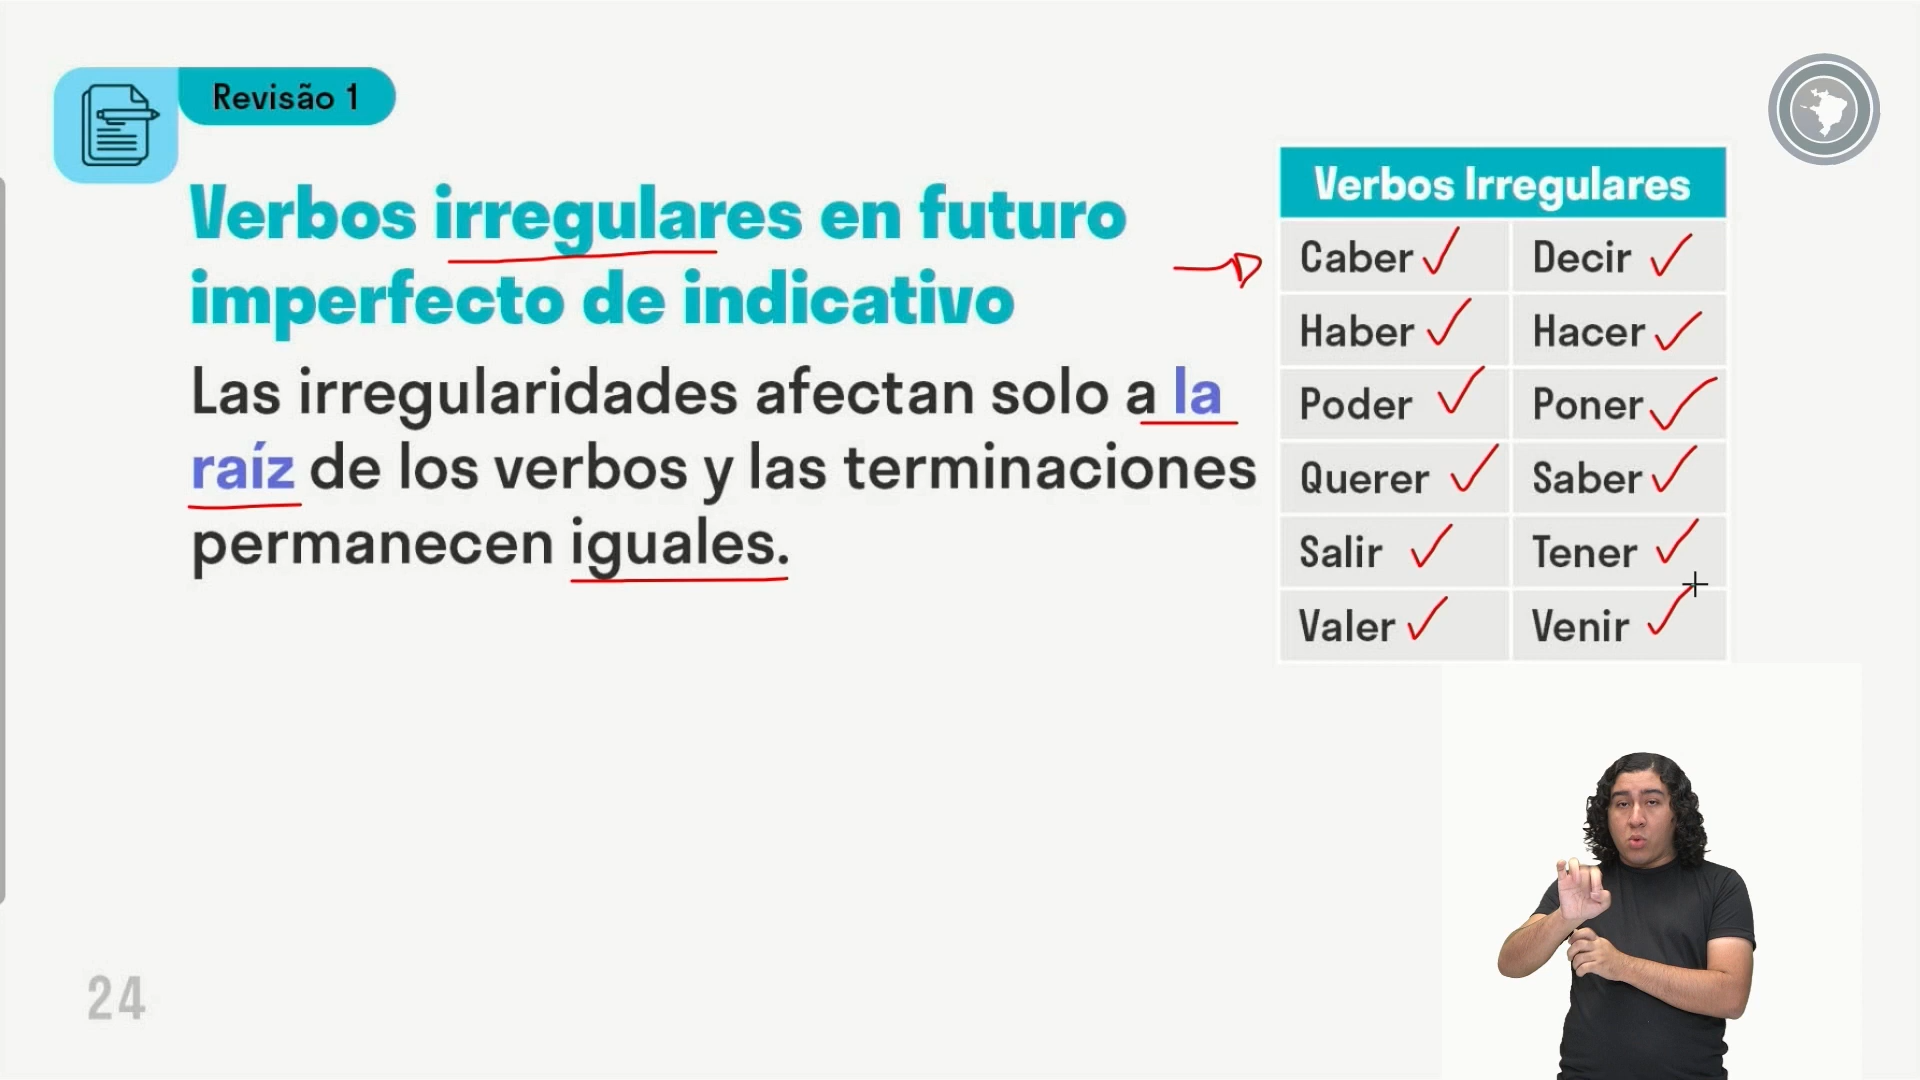 Revisão 1
Verbos irregulares en futuro
imperfecto de indicativo
Las irregularidades afectan solo a la
raíz de los verbos y las terminaciones
permanecen iguales.
Verbos Irregulares
Caber Decir
Haber Hacer
Poder Poner
Querer Saber
Salir Tener
Valer Venir
24